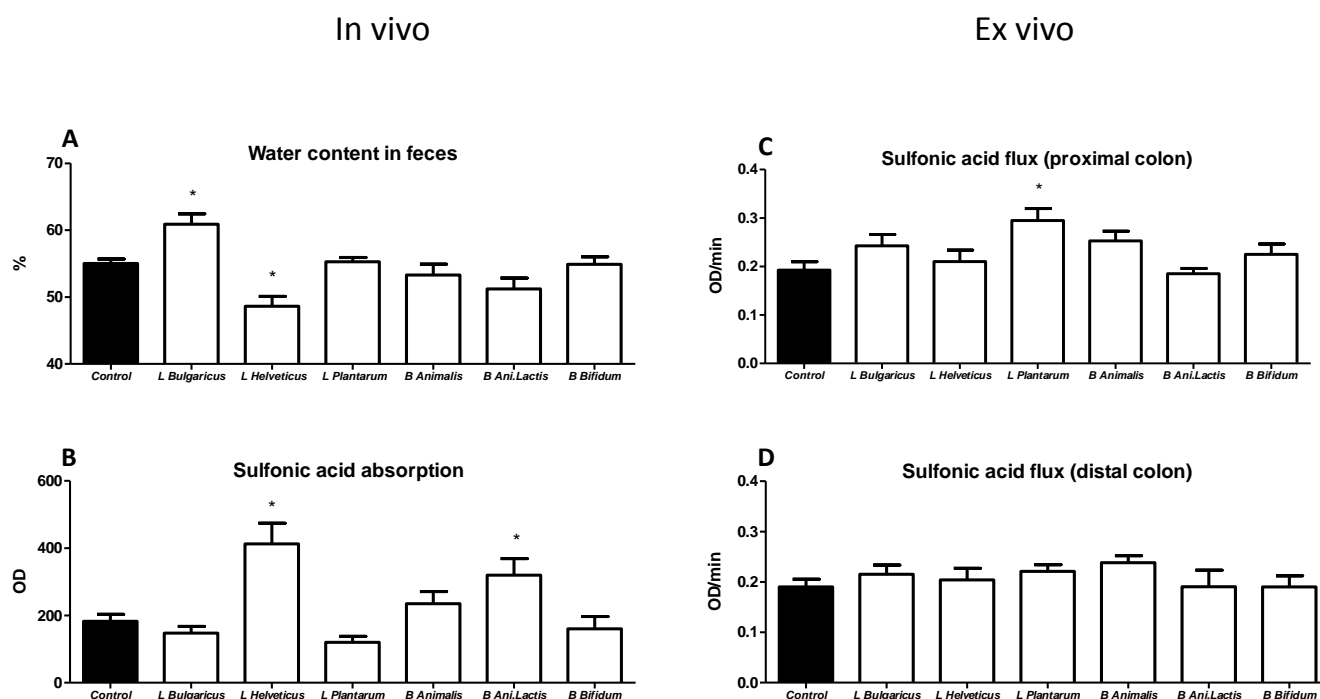 In vivo
Ex vivo
A
Water content in feces
70
60
50
40
%
*
*
Control L Bulgaricus L Helveticus L Plantarum B Animalis B Ani.Lactis B Bifidum
B
Sulfonic acid absorption
600
400
200
0
OD
*
*
Control L Bulgaricus L Helveticus L Plantarum B Animalis B Ani.Lactis B Bifidum
C
Sulfonic acid flux (proximal colon)
0.4
0.3
0.2
0.1
0.0
OD/min
*
Control L Bulgaricus L Helveticus L Plantarum B Animalis B Ani.Lactis B Bifidum
D
Sulfonic acid flux (distal colon)
0.4
0.3
0.2
0.1
0.0
OD/min
Control L Bulgaricus L Helveticus L Plantarum B Animalis B Ani.Lactis B Bifidum